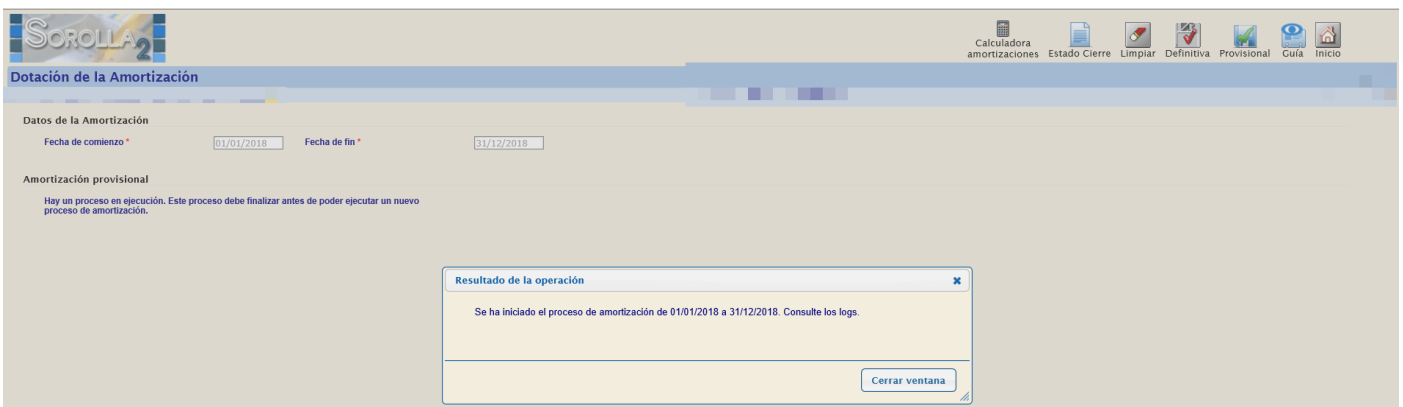 SOROLLA2
Calculadora
amortizaciones
Estado Cierre
Limpiar
Definitiva
Provisional
Guía
Inicio
Dotación de la Amortización
Datos de la Amortización
Fecha de comienzo * 01/01/2018 Fecha de fin * 31/12/2018
Amortización provisional
Hay un proceso en ejecución. Este proceso debe finalizar antes de poder ejecutar un nuevo
proceso de amortización.
Resultado de la operación
Se ha iniciado el proceso de amortización de 01/01/2018 a 31/12/2018. Consulte los logs.
Cerrar ventana